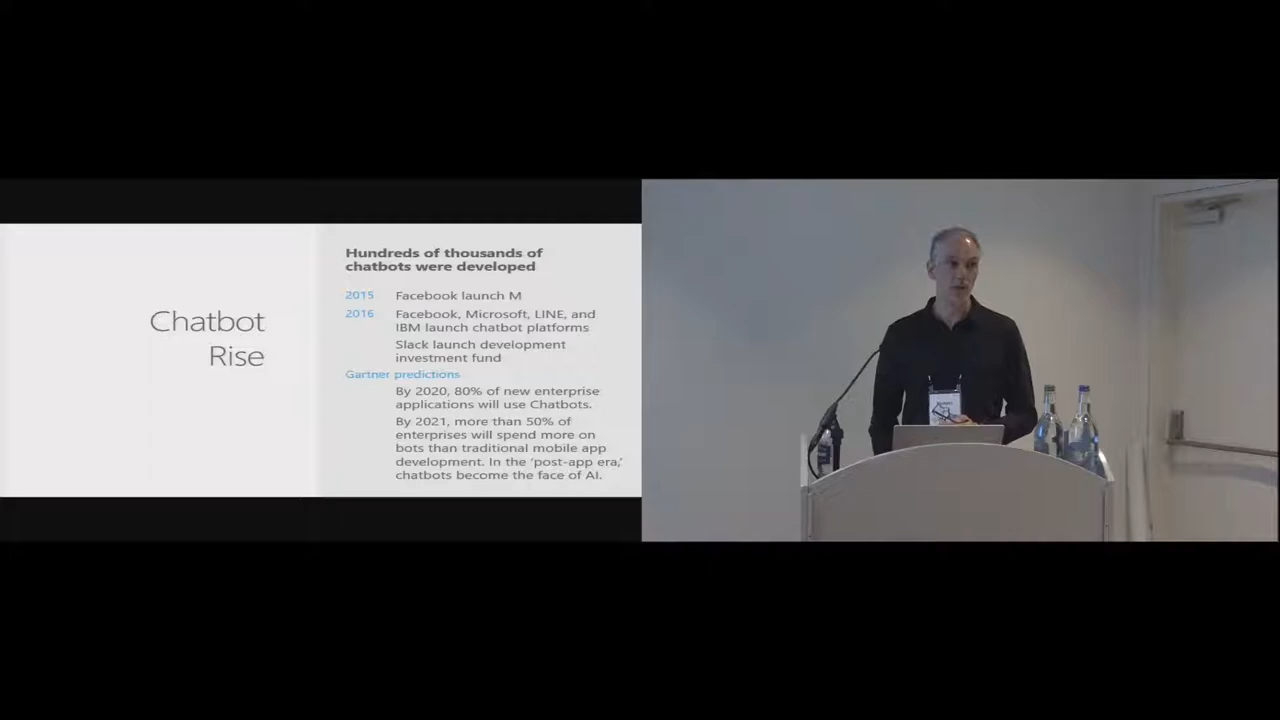 Chatbot
Rise
Hundreds of thousands of
chatbots were developed
2015 Facebook launch M
2016 Facebook, Microsoft, LINE, and
IBM launch chatbot platforms
Slack launch development
investment fund
Gartner predictions
By 2020, 80% of new enterprise
applications will use Chatbots.
By 2021, more than 50% of
enterprises will spend more on
bots than traditional mobile app
development. In the ‘post-app era,’
chatbots become the face of AI.